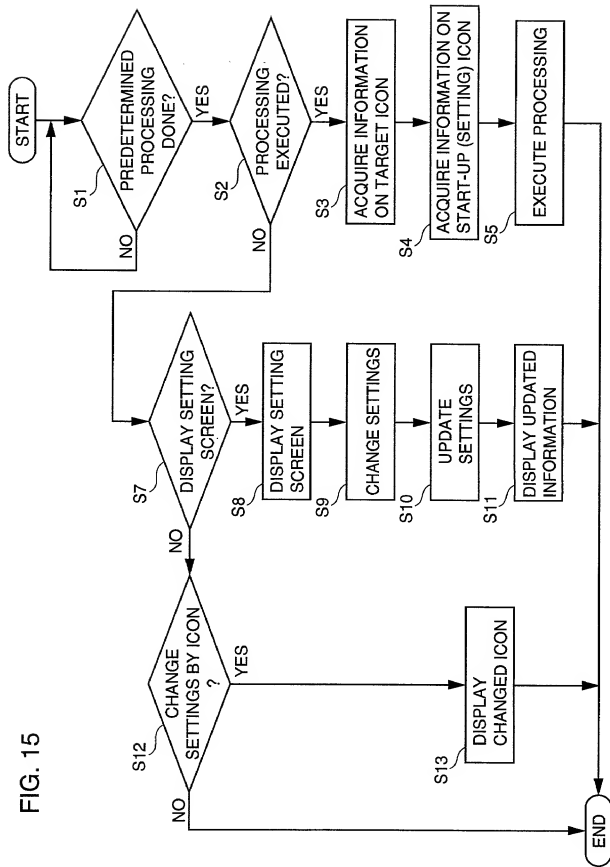 FIG. 15
START
S1
PREDETERMINED
PROCESSING
DONE?
NO
YES
S2
PROCESSING
EXECUTED?
NO
YES
S3
ACQUIRE INFORMATION
ON TARGET ICON
S4
ACQUIRE INFORMATION ON
START-UP (SETTING) ICON
S5
EXECUTE PROCESSING
S7
DISPLAY SETTING
SCREEN?
NO
YES
S8
DISPLAY SETTING
SCREEN
S9
CHANGE SETTINGS
S10
UPDATE
SETTINGS
S11
DISPLAY UPDATED
INFORMATION
S12
CHANGE
SETTINGS BY ICON
?
NO
YES
S13
DISPLAY
CHANGED ICON
END